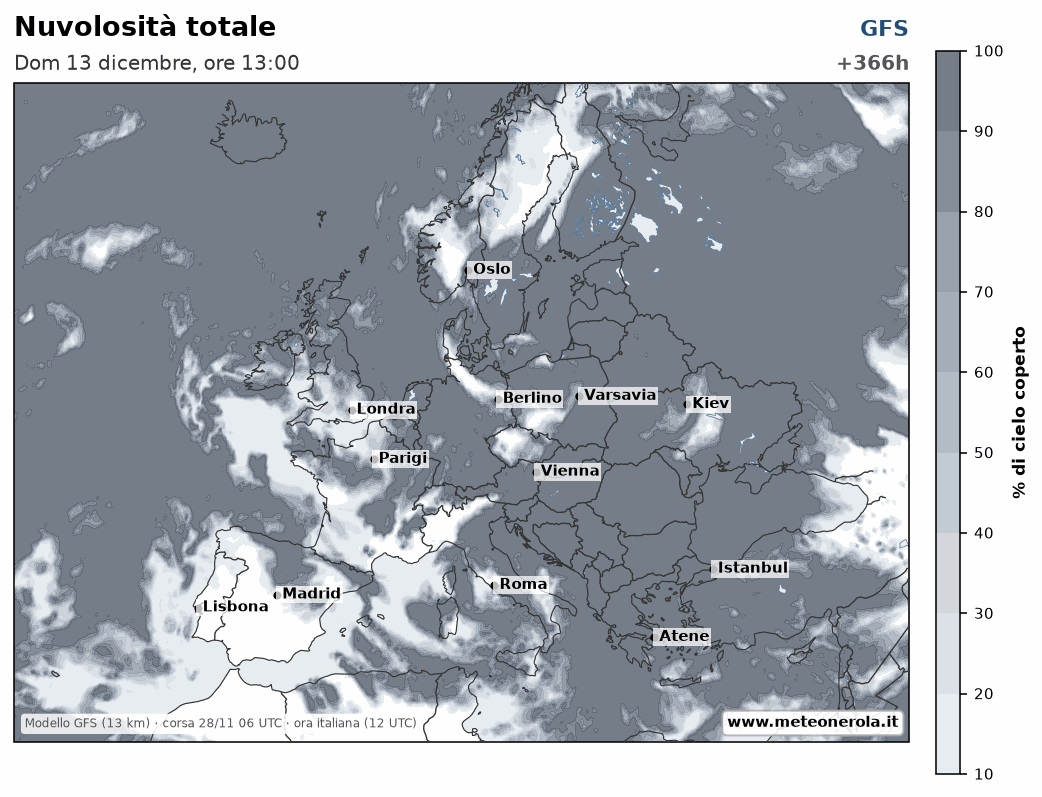 Nuvolosità totale
GFS
Dom 13 dicembre, ore 13:00
+366h
100
90
80
70
60
50
40
30
20
10
% di cielo coperto
Oslo
Berlino
Varsavia
Kiev
Londra
Parigi
Vienna
Istanbul
Roma
Madrid
Lisbona
Atene
Modello GFS (13 km) · corsa 28/11 06 UTC · ora italiana (12 UTC)
www.meteonerola.it